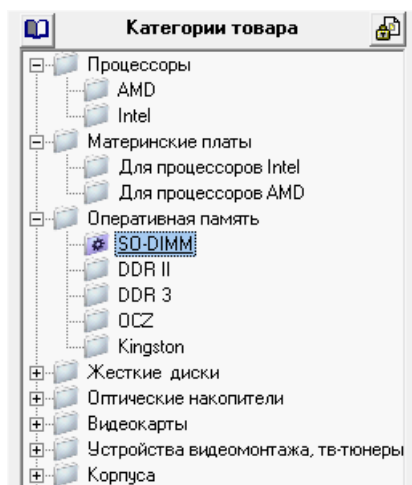 Категории товара
Процессоры
AMD
Intel
Материнские платы
Для процессоров Intel
Для процессоров AMD
Оперативная память
SO-DIMM
DDR II
DDR 3
OCZ
Kingston
Жесткие диски
Оптические накопители
Видеокарты
Устройства видеомонтажа, тв-тюнеры
Корпуса